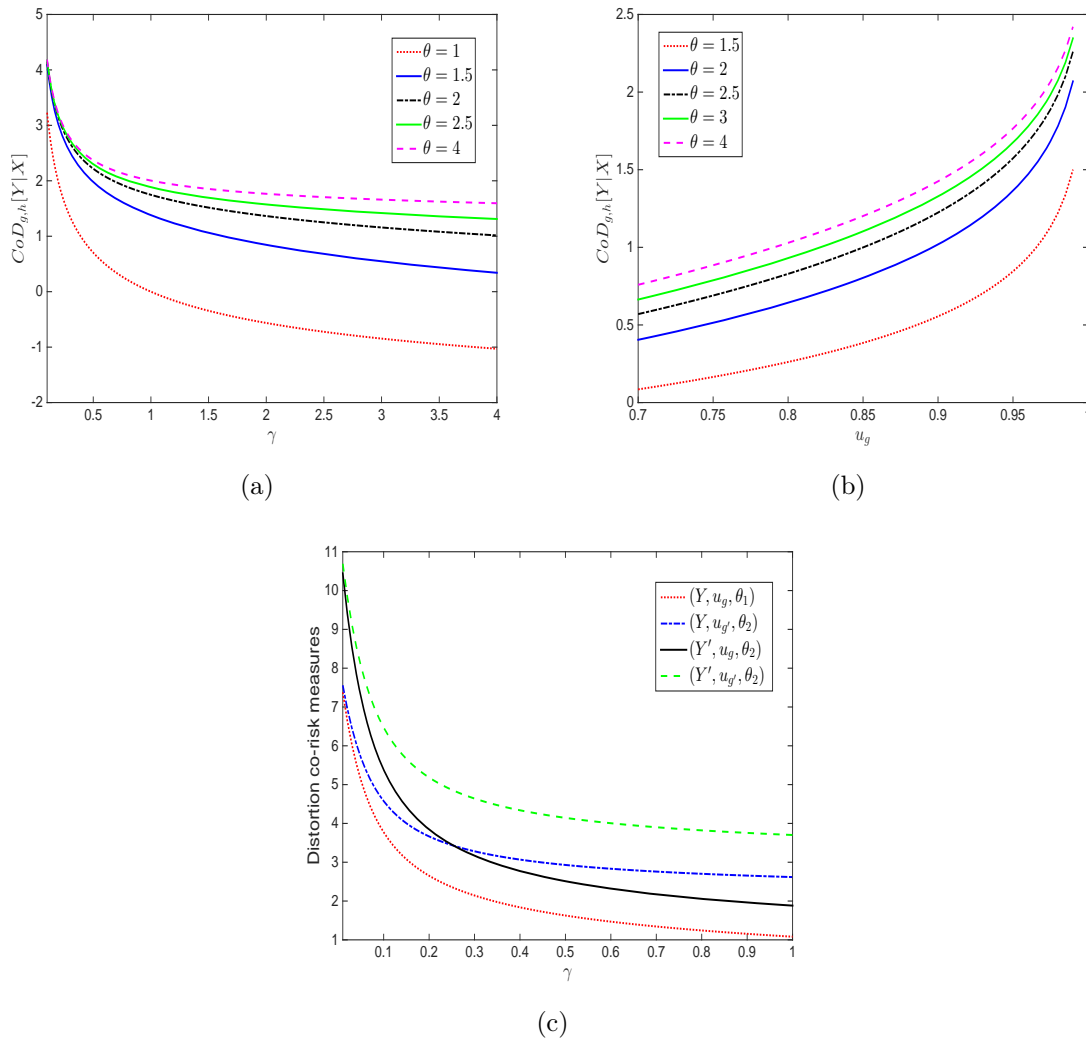 5
4
3
2
1
0
-1
-2
CoD_{g,h}[Y|X]
θ = 1
θ = 1.5
θ = 2
θ = 2.5
θ = 4
0.5 1 1.5 2 2.5 3 3.5 4
γ
(a)
2.5
2
1.5
1
0.5
0
CoD_{g,h}[Y|X]
θ = 1.5
θ = 2
θ = 2.5
θ = 3
θ = 4
0.7 0.75 0.8 0.85 0.9 0.95 1
u_g
(b)
11
10
9
8
7
6
5
4
3
2
1
Distortion co-risk measures
(Y, u_g, θ_1)
(Y, u_{g'}, θ_2)
(Y', u_g, θ_2)
(Y', u_{g'}, θ_2)
0.1 0.2 0.3 0.4 0.5 0.6 0.7 0.8 0.9 1
γ
(c)